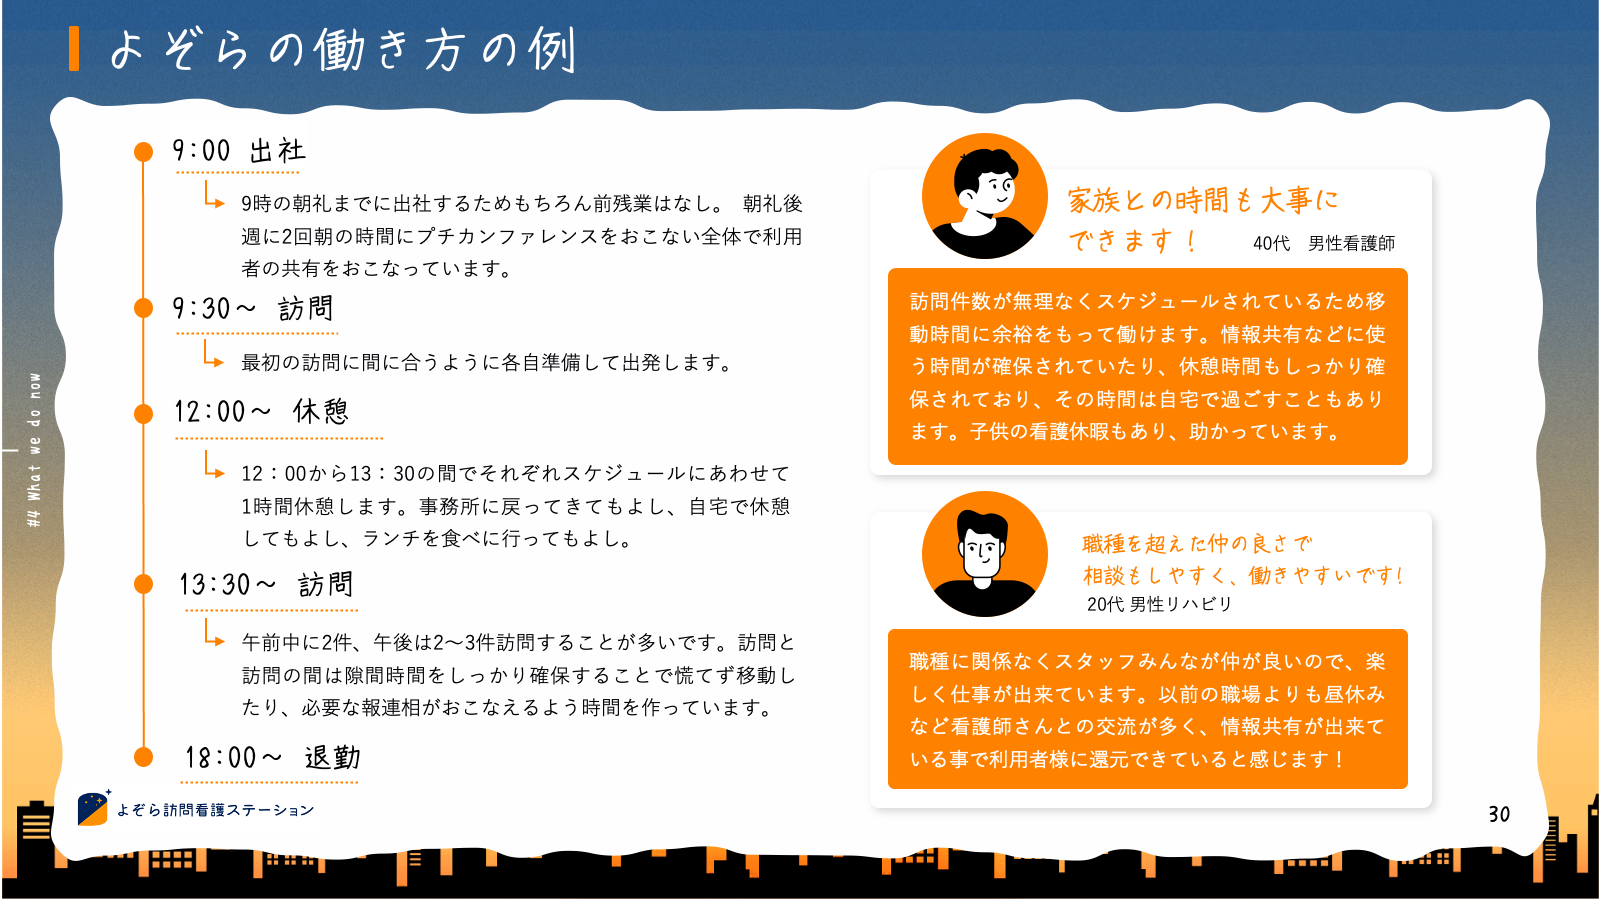 よぞらの働き方の例
9:00 出社
9時の朝礼までに出社するためもちろん前残業はなし。 朝礼後
週に2回朝の時間にプチカンファレンスをおこない全体で利用
者の共有をおこなっています。
9:30～ 訪問
最初の訪問に間に合うように各自準備して出発します。
12:00～ 休憩
12：00から13：30の間でそれぞれスケジュールにあわせて
1時間休憩します。事務所に戻ってきてもよし、自宅で休憩
してもよし、ランチを食べに行ってもよし。
13:30～ 訪問
午前中に2件、午後は2～3件訪問することが多いです。訪問と
訪問の間は隙間時間をしっかり確保することで慌てず移動し
たり、必要な報連相がおこなえるよう時間を作っています。
18:00～ 退勤
家族との時間も大事に
できます！
40代 男性看護師
訪問件数が無理なくスケジュールされているため移
動時間に余裕をもって働けます。情報共有などに使
う時間が確保されていたり、休憩時間もしっかり確
保されており、その時間は自宅で過ごすこともあり
ます。子供の看護休暇もあり、助かっています。
職種を超えた仲の良さで
相談もしやすく、働きやすいです！
20代 男性リハビリ
職種に関係なくスタッフみんなが仲が良いので、楽
しく仕事が出来ています。以前の職場よりも昼休み
など看護師さんとの交流が多く、情報共有が出来て
いる事で利用者様に還元できていると感じます！
#4 What we do now
よぞら訪問看護ステーション
30